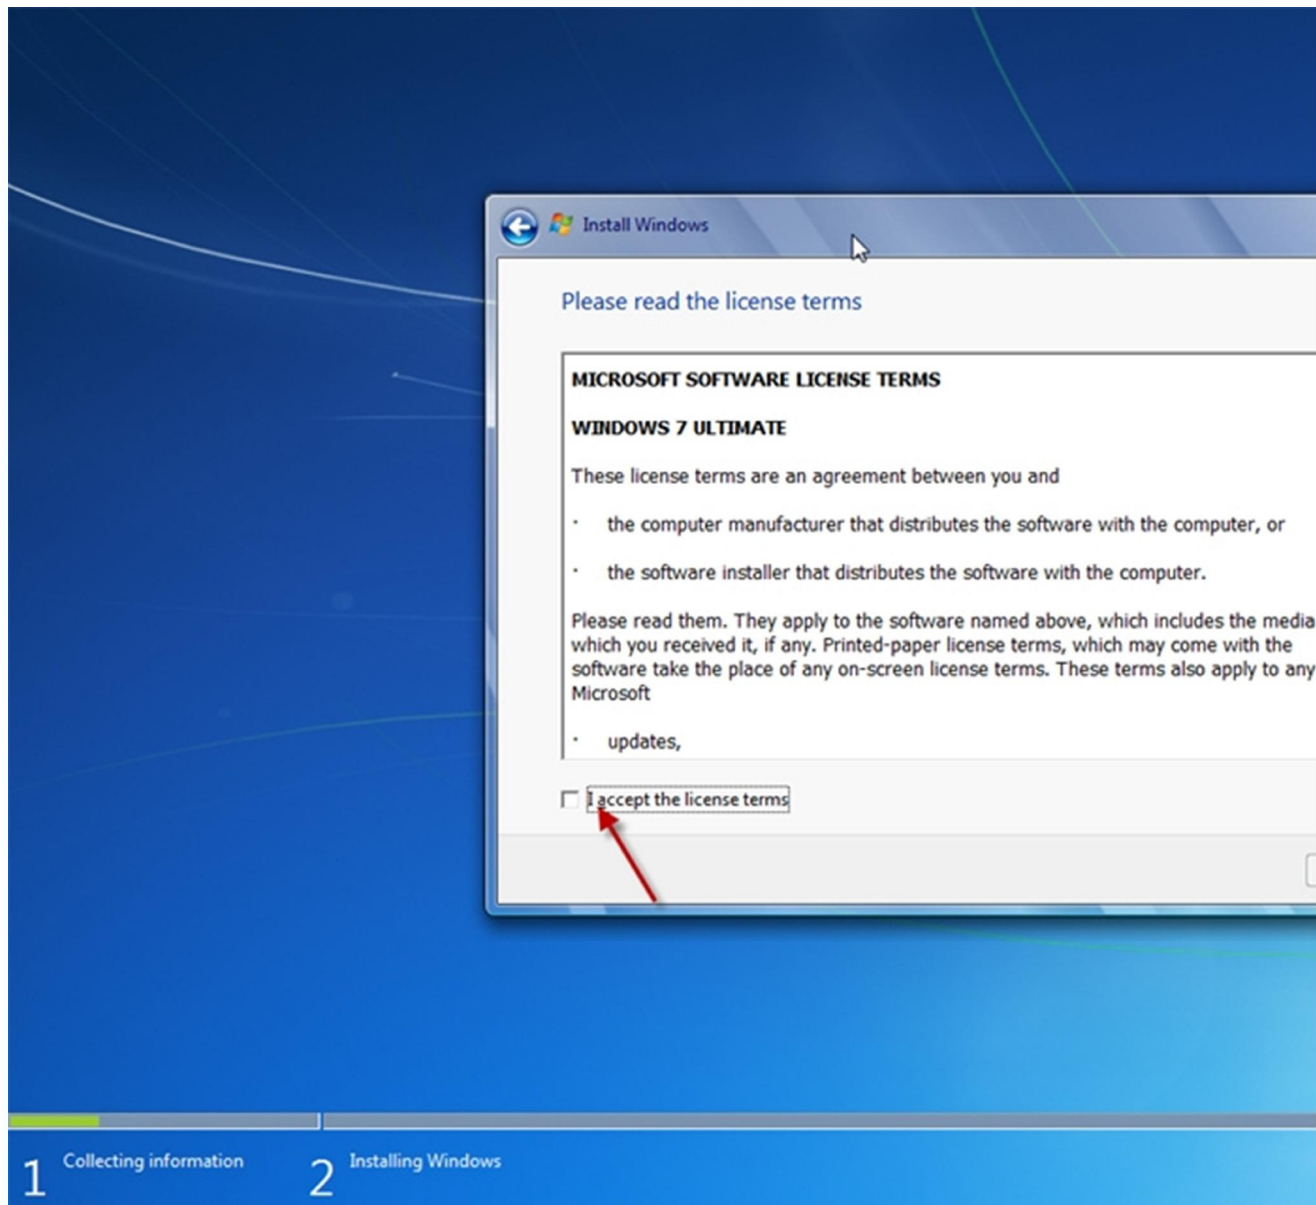 Install Windows
Please read the license terms
MICROSOFT SOFTWARE LICENSE TERMS
WINDOWS 7 ULTIMATE
These license terms are an agreement between you and
· the computer manufacturer that distributes the software with the computer, or
· the software installer that distributes the software with the computer.
Please read them. They apply to the software named above, which includes the media
which you received it, if any. Printed-paper license terms, which may come with the
software take the place of any on-screen license terms. These terms also apply to any
Microsoft
· updates,
I accept the license terms
1 Collecting information
2 Installing Windows